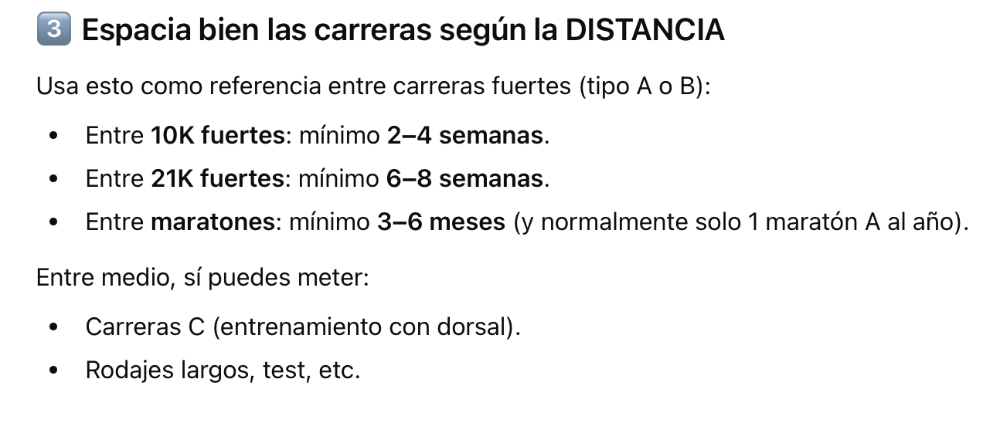 3️⃣ Espacia bien las carreras según la DISTANCIA
Usa esto como referencia entre carreras fuertes (tipo A o B):
• Entre 10K fuertes: mínimo 2–4 semanas.
• Entre 21K fuertes: mínimo 6–8 semanas.
• Entre maratones: mínimo 3–6 meses (y normalmente solo 1 maratón A al año).
Entre medio, sí puedes meter:
• Carreras C (entrenamiento con dorsal).
• Rodajes largos, test, etc.